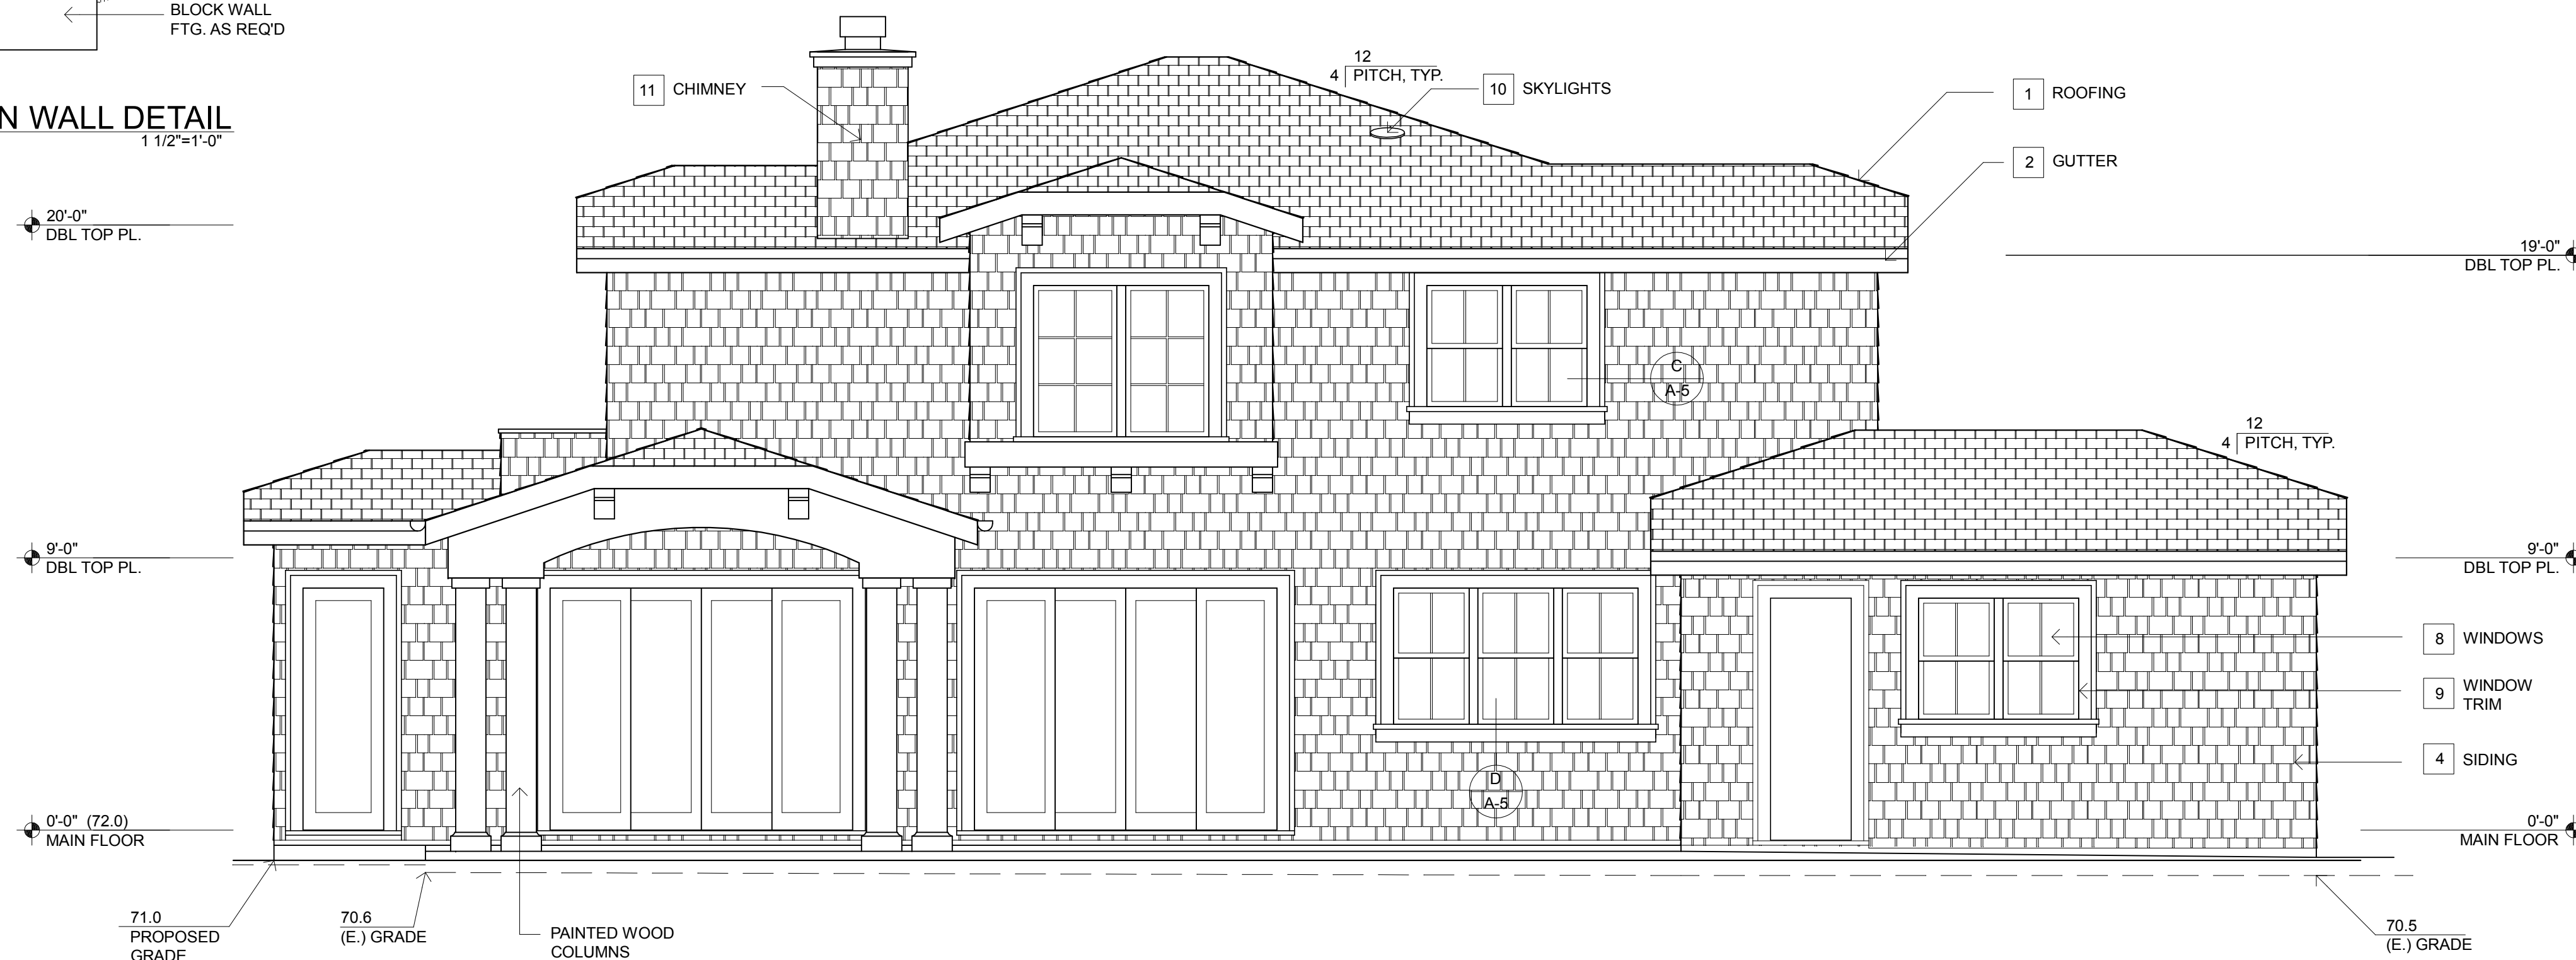 BLOCK WALL
FTG. AS REQ'D
N WALL DETAIL
1 1/2"=1'-0"
11 CHIMNEY
12
4 PITCH, TYP.
10 SKYLIGHTS
1 ROOFING
2 GUTTER
20'-0"
DBL TOP PL.
19'-0"
DBL TOP PL.
C
A-5
12
4 PITCH, TYP.
9'-0"
DBL TOP PL.
9'-0"
DBL TOP PL.
8 WINDOWS
9 WINDOW
TRIM
4 SIDING
D
A-5
0'-0" (72.0)
MAIN FLOOR
0'-0"
MAIN FLOOR
71.0
PROPOSED
GRADE
70.6
(E.) GRADE
PAINTED WOOD
COLUMNS
70.5
(E.) GRADE